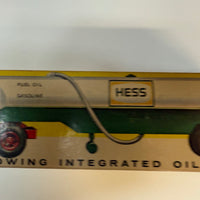 FUEL OIL
HESS
GASOLINE
OWING INTEGRATED OIL